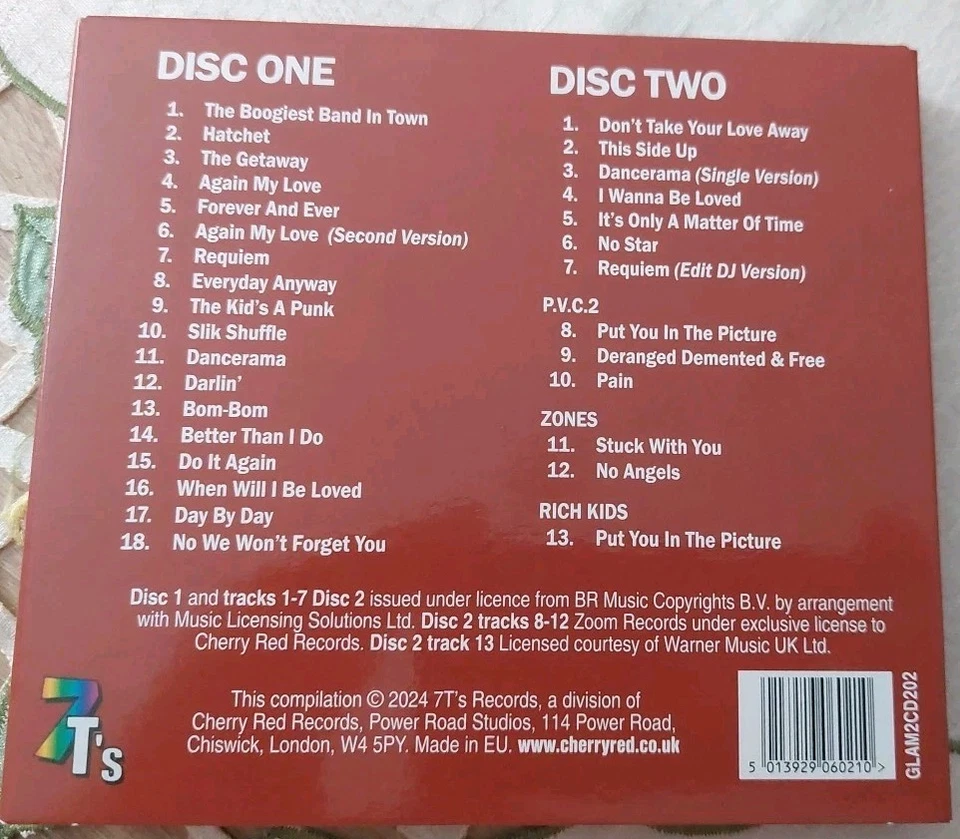 DISC ONE
1. The Boogiest Band In Town
2. Hatchet
3. The Getaway
4. Again My Love
5. Forever And Ever
6. Again My Love (Second Version)
7. Requiem
8. Everyday Anyway
9. The Kid's A Punk
10. Slik Shuffle
11. Dancerama
12. Darlin'
13. Bom-Bom
14. Better Than I Do
15. Do It Again
16. When Will I Be Loved
17. Day By Day
18. No We Won't Forget You
DISC TWO
1. Don't Take Your Love Away
2. This Side Up
3. Dancerama (Single Version)
4. I Wanna Be Loved
5. It's Only A Matter Of Time
6. No Star
7. Requiem (Edit DJ Version)
P.V.C.2
8. Put You In The Picture
9. Deranged Demented & Free
10. Pain
ZONES
11. Stuck With You
12. No Angels
RICH KIDS
13. Put You In The Picture
Disc 1 and tracks 1-7 Disc 2 issued under licence from BR Music Copyrights B.V. by arrangement
with Music Licensing Solutions Ltd. Disc 2 tracks 8-12 Zoom Records under exclusive license to
Cherry Red Records. Disc 2 track 13 Licensed courtesy of Warner Music UK Ltd.
7T's
This compilation © 2024 7T's Records, a division of
Cherry Red Records, Power Road Studios, 114 Power Road,
Chiswick, London, W4 5PY. Made in EU. www.cherryred.co.uk
5 013929 060210 >
GLAM2CD202